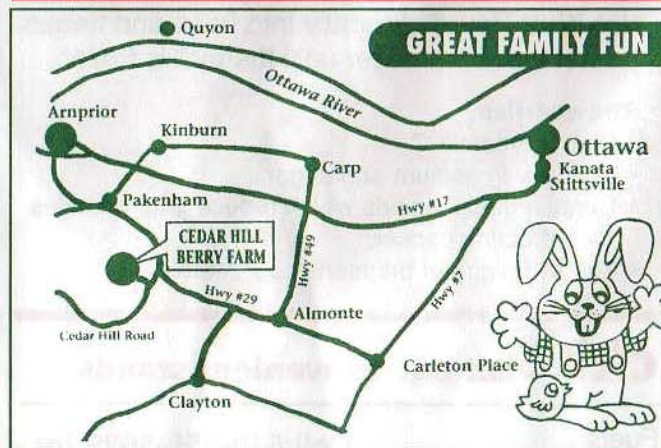 Quyon
GREAT FAMILY FUN
Ottawa River
Arnprior
Kinburn
Ottawa
Carp
Kanata
Stittsville
Pakenham
Hwy #17
CEDAR HILL
BERRY FARM
Hwy #49
Hwy #7
Hwy #29
Almonte
Cedar Hill Road
Carleton Place
Clayton